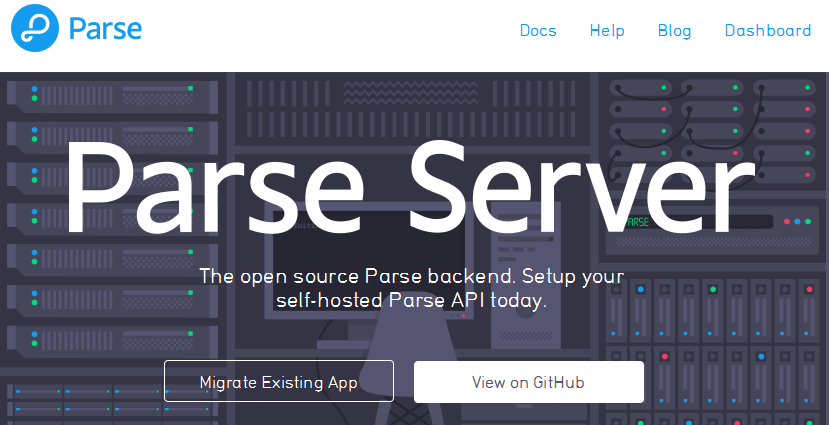 Parse
Docs Help Blog Dashboard
Parse Server
PARSE
The open source Parse backend. Setup your
self-hosted Parse API today.
Migrate Existing App
View on GitHub